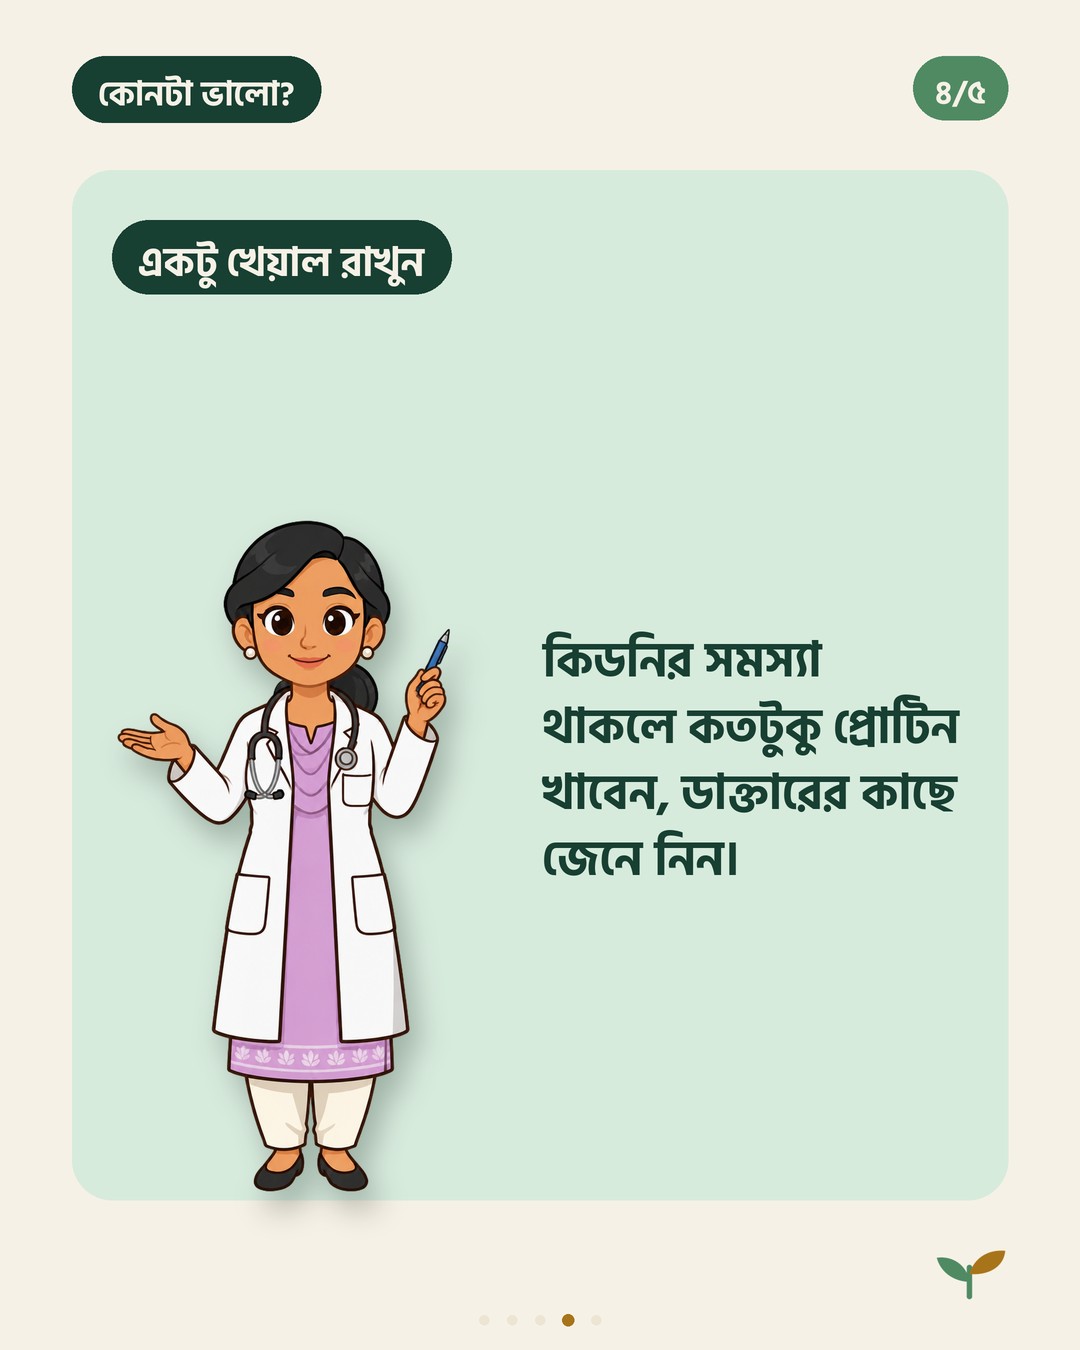 কোনটা ভালো?
৪/৫
একটু খেয়াল রাখুন
কিডনির সমস্যা
থাকলে কতটুকু প্রোটিন
খাবেন, ডাক্তারের কাছে
জেনে নিন।